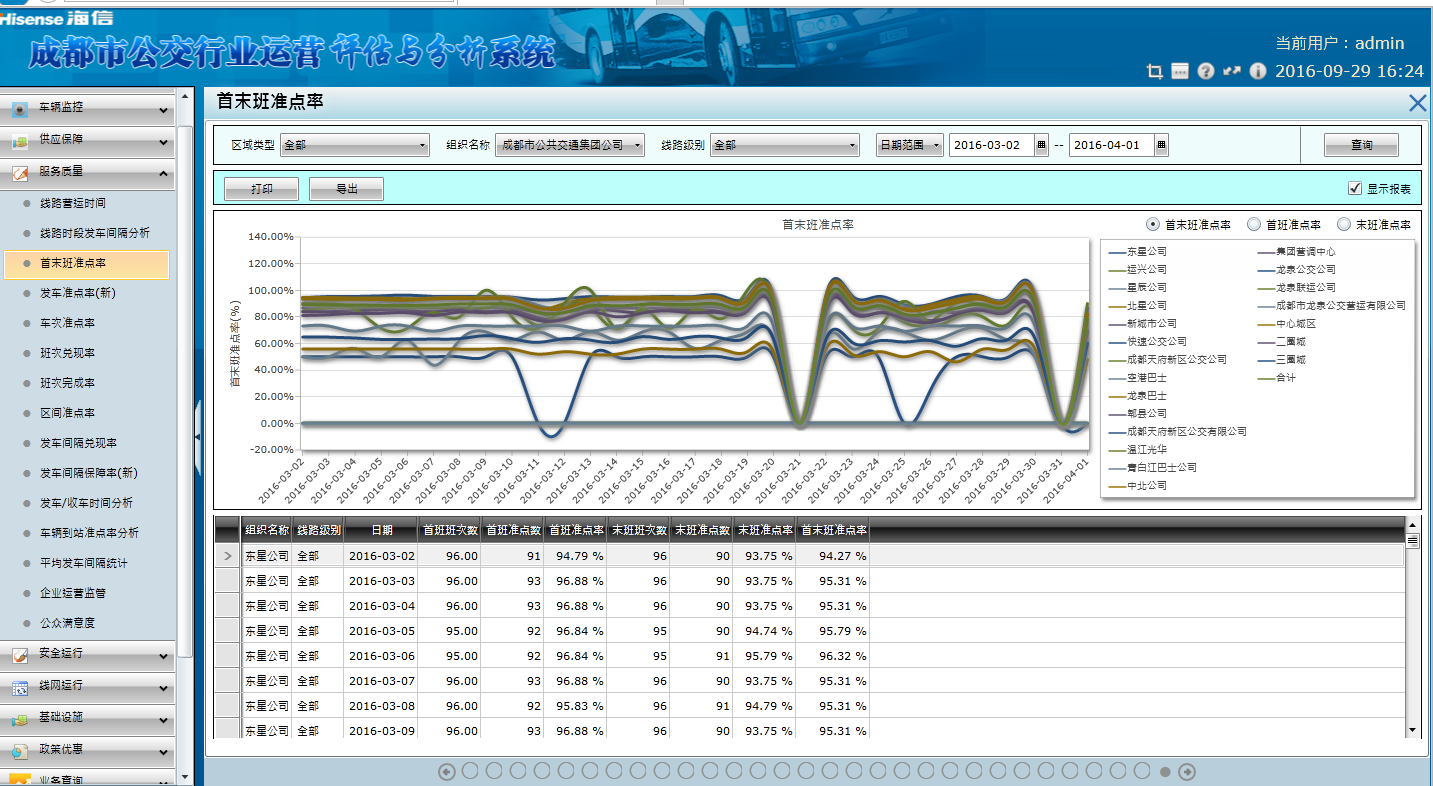 Hisense 海信
成都市公交行业运营评估与分析系统
当前用户：admin
2016-09-29 16:24
车辆监控
供应保障
服务质量
线路营运时间
线路时段发车间隔分析
首末班准点率
发车准点率(新)
车次准点率
班次兑现率
班次完成率
区间准点率
发车间隔兑现率
发车间隔保障率(新)
发车/收车时间分析
车辆到站准点率分析
平均发车间隔统计
企业运营监管
公众满意度
安全运行
线网运行
基础设施
政策优惠
业务查询
首末班准点率
区域类型 全部 组织名称 成都市公共交通集团公司 线路级别 全部 日期范围 2016-03-02 -- 2016-04-01 查询
打印 导出 显示报表
首末班准点率
首末班准点率 首班准点率 末班准点率
首末班准点率(%)
140.00%
120.00%
100.00%
80.00%
60.00%
40.00%
20.00%
0.00%
-20.00%
2016-03-02 2016-03-03 2016-03-04 2016-03-05 2016-03-06 2016-03-07 2016-03-08 2016-03-09 2016-03-10 2016-03-11 2016-03-12 2016-03-13 2016-03-14 2016-03-15 2016-03-16 2016-03-17 2016-03-18 2016-03-19 2016-03-20 2016-03-21 2016-03-22 2016-03-23 2016-03-24 2016-03-25 2016-03-26 2016-03-27 2016-03-28 2016-03-29 2016-03-30 2016-03-31 2016-04-01
东星公司
运兴公司
星辰公司
北星公司
新城市公司
快速公交公司
成都天府新区公交公司
空港巴士
龙泉巴士
郫县公司
成都天府新区公交有限公司
温江光华
青白江巴士公司
中北公司
集团营调中心
龙泉公交公司
龙泉联运公司
成都市龙泉公交营运有限公司
中心城区
二圈城
三圈城
合计
组织名称 线路级别 日期 首班班次数 首班准点数 首班准点率 末班班次数 末班准点数 末班准点率 首末班准点率
东星公司 全部 2016-03-02 96.00 91 94.79 % 96 90 93.75 % 94.27 %
东星公司 全部 2016-03-03 96.00 93 96.88 % 96 90 93.75 % 95.31 %
东星公司 全部 2016-03-04 96.00 93 96.88 % 96 90 93.75 % 95.31 %
东星公司 全部 2016-03-05 95.00 92 96.84 % 95 90 94.74 % 95.79 %
东星公司 全部 2016-03-06 95.00 92 96.84 % 95 91 95.79 % 96.32 %
东星公司 全部 2016-03-07 96.00 93 96.88 % 96 90 93.75 % 95.31 %
东星公司 全部 2016-03-08 96.00 92 95.83 % 96 91 94.79 % 95.31 %
东星公司 全部 2016-03-09 96.00 93 96.88 % 96 90 93.75 % 95.31 %